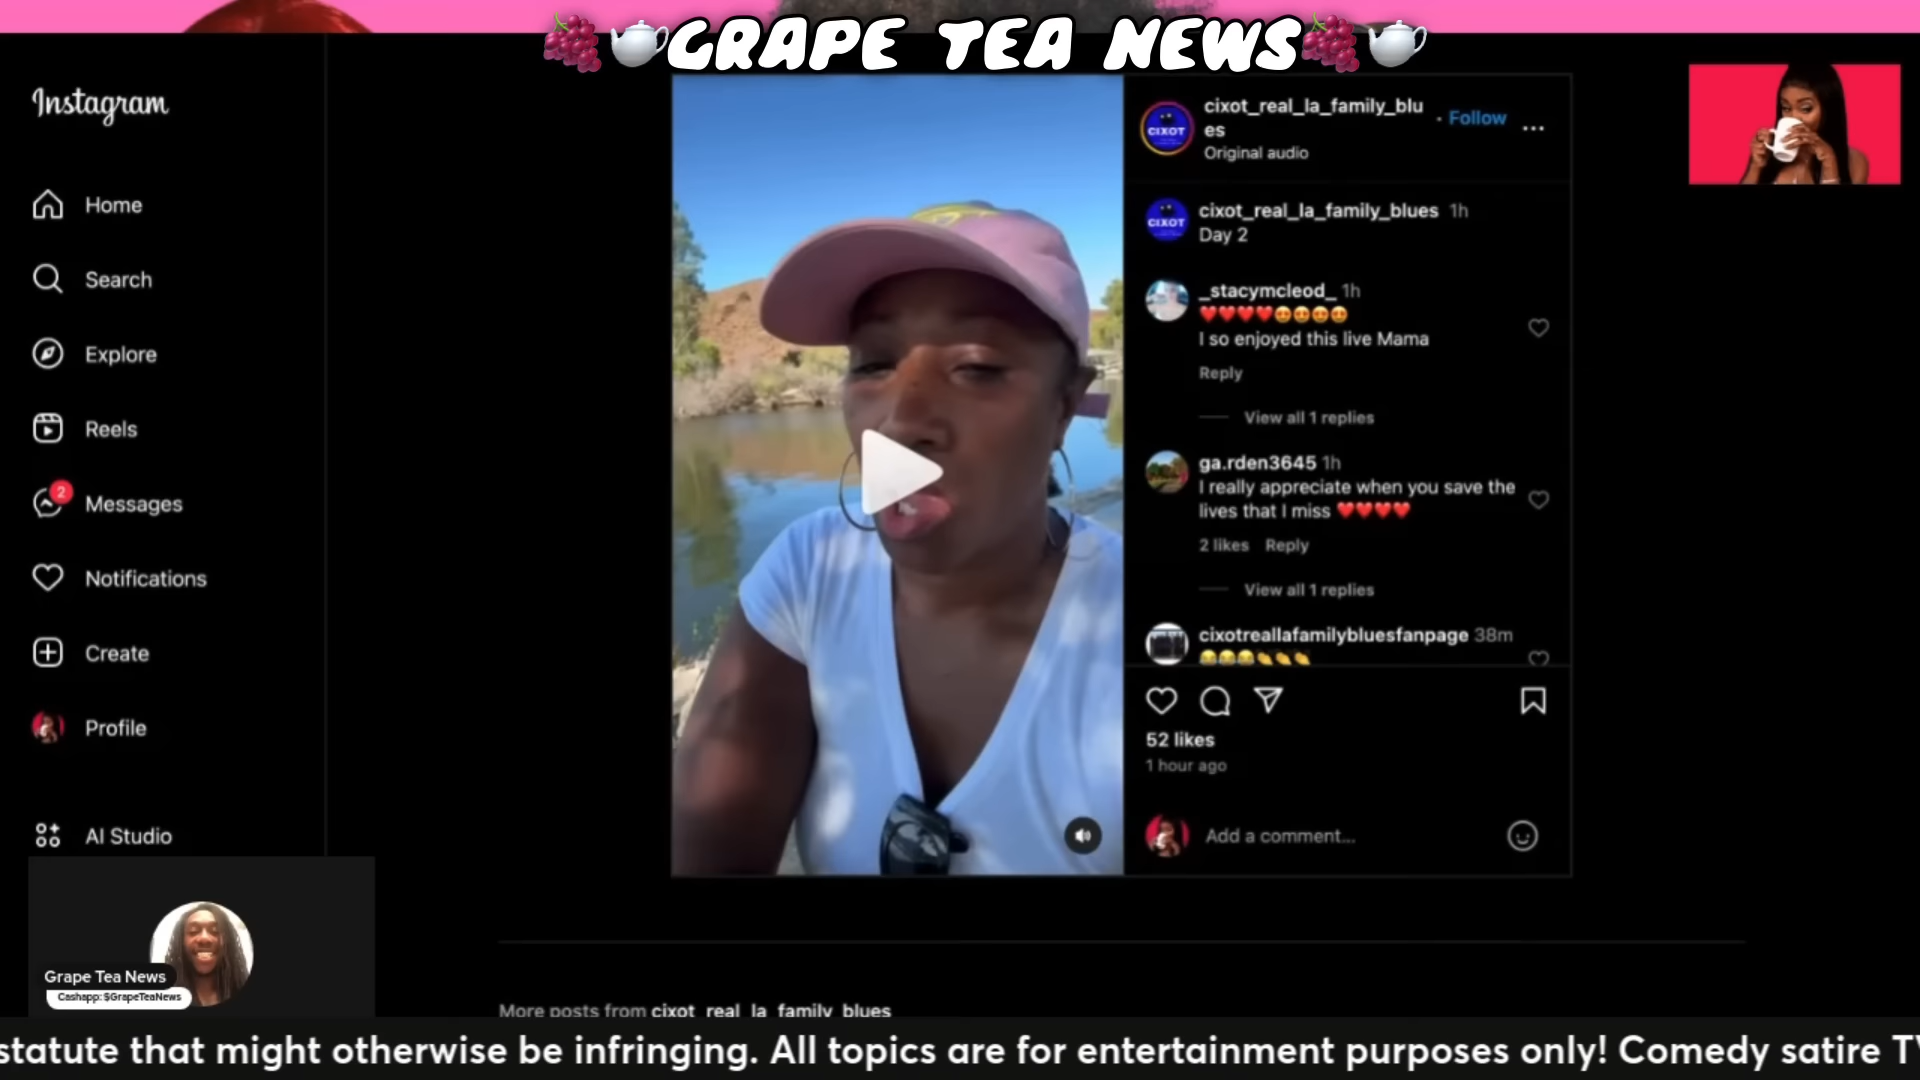 GRAPE TEA NEWS
Instagram
Home
Search
Explore
Reels
2
Messages
Notifications
Create
Profile
AI Studio
Grape Tea News
Cashapp: $GrapeTeaNews
CIXOT
cixot_real_la_family_blu
es
• Follow
Original audio
CIXOT
cixot_real_la_family_blues 1h
Day 2
_stacymcleod_ 1h
❤️❤️❤️❤️😍😍😍😍
I so enjoyed this live Mama
Reply
View all 1 replies
ga.rden3645 1h
I really appreciate when you save the
lives that I miss ❤️❤️❤️❤️
2 likes Reply
View all 1 replies
cixotreallafamilybluesfanpage 38m
😂😂😂👏👏👏
52 likes
1 hour ago
Add a comment...
More posts from cixot_real_la_family_blues
statute that might otherwise be infringing. All topics are for entertainment purposes only! Comedy satire TV